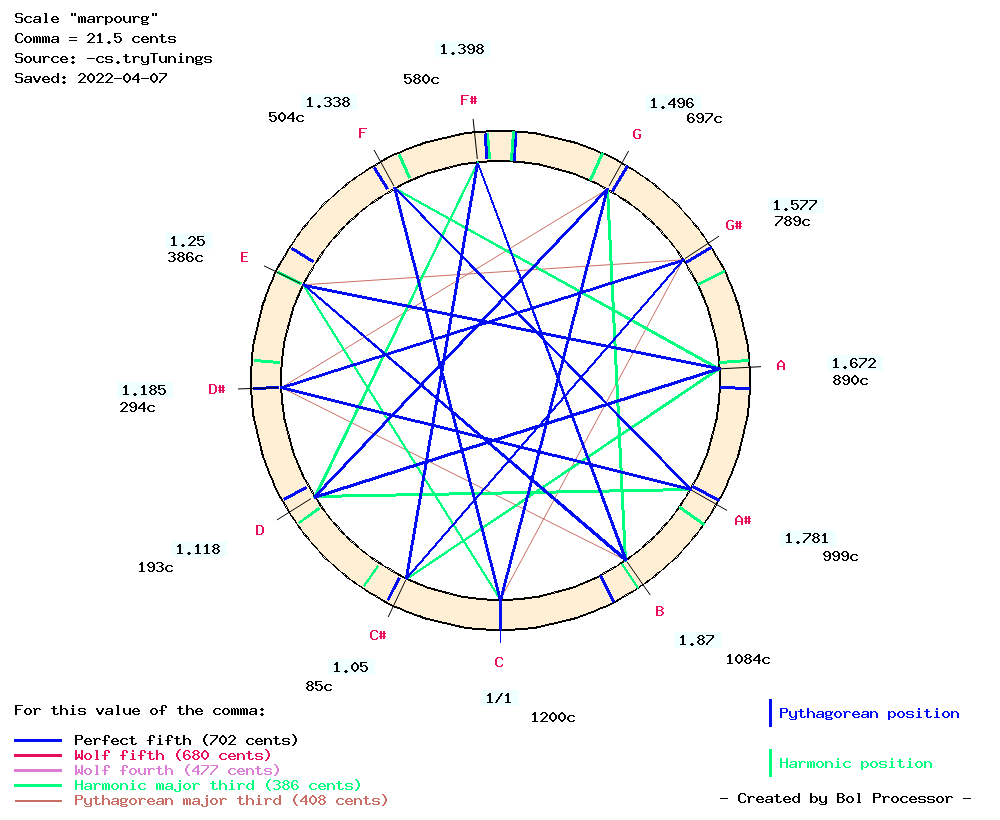 Scale "marpourg"
Comma = 21.5 cents
Source: -cs.tryTunings
Saved: 2022-04-07
1.398
580c
F#
1.338
504c
F
1.496
697c
G
1.577
789c
G#
1.25
386c
E
1.672
890c
A
1.185
294c
D#
1.781
999c
A#
1.118
193c
D
1.87
1084c
B
1.05
85c
C#
C
1/1
1200c
For this value of the comma:
Perfect fifth (702 cents)
Wolf fifth (680 cents)
Wolf fourth (477 cents)
Harmonic major third (386 cents)
Pythagorean major third (408 cents)
Pythagorean position
Harmonic position
- Created by Bol Processor -